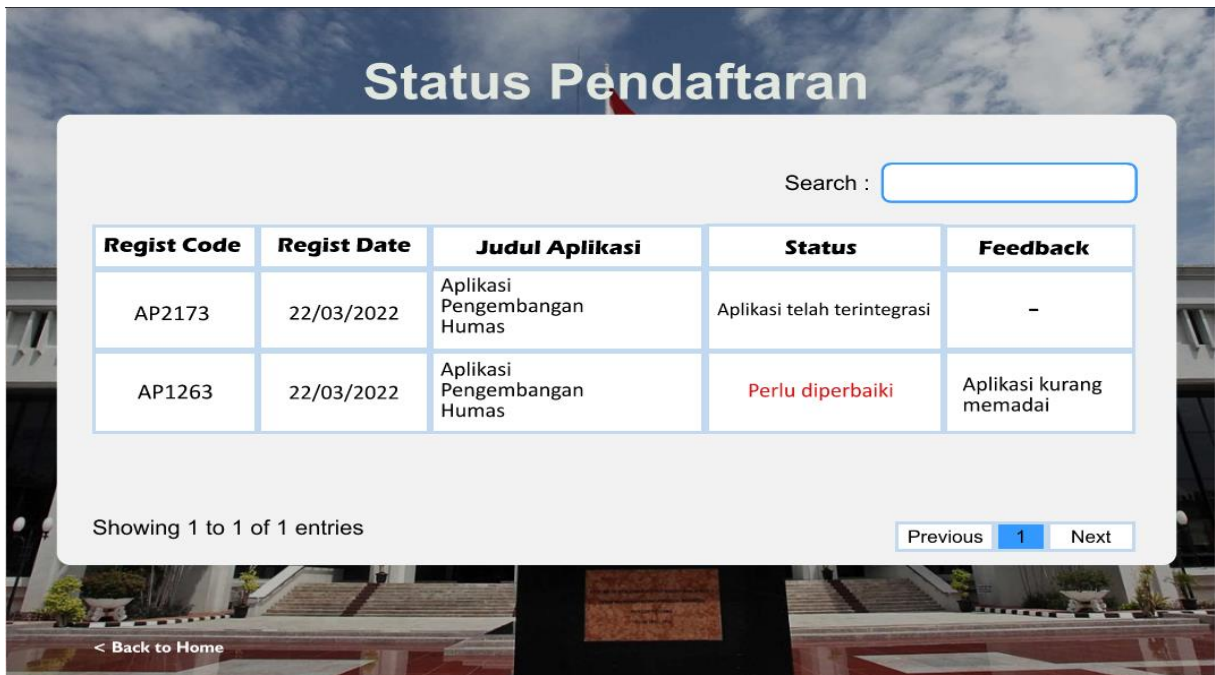 Status Pendaftaran
Search :
Regist Code Regist Date Judul Aplikasi Status Feedback
AP2173 22/03/2022 Aplikasi Pengembangan Humas Aplikasi telah terintegrasi –
AP1263 22/03/2022 Aplikasi Pengembangan Humas Perlu diperbaiki Aplikasi kurang memadai
Showing 1 to 1 of 1 entries
Previous 1 Next
< Back to Home